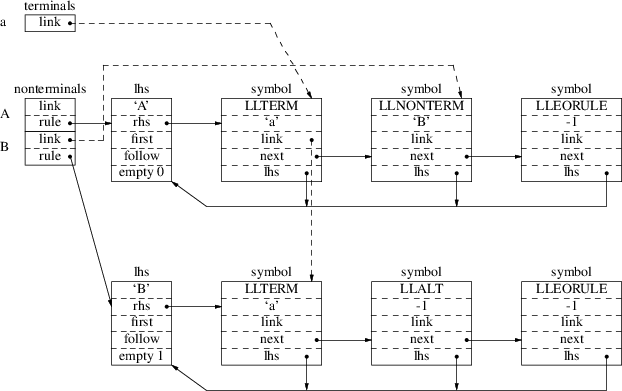 terminals
a link
nonterminals lhs symbol symbol symbol
A link 'A' LLTERM LLNONTERM LLEORULE
rule rhs 'a' 'B' -1
B link first link link link
rule follow next next next
empty 0 lhs lhs lhs
lhs symbol symbol symbol
'B' LLTERM LLALT LLEORULE
rhs 'a' -1 -1
first link link link
follow next next next
empty 1 lhs lhs lhs